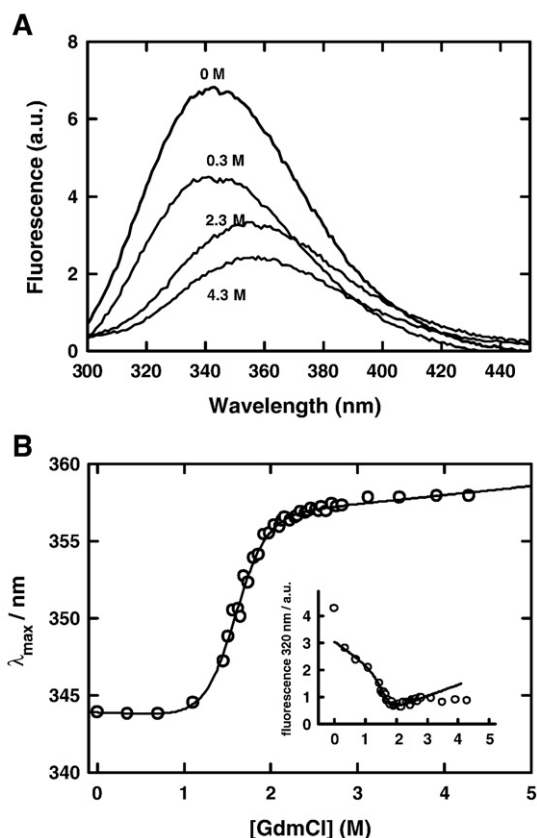 A
8
6
4
2
0
Fluorescence (a.u.)
0 M
0.3 M
2.3 M
4.3 M
300 320 340 360 380 400 420 440
Wavelength (nm)
B
360
355
350
344
340
λmax / nm
fluorescence 320 nm / a.u.
5
4
3
2
1
0
0 1 2 3 4 5
0 1 2 3 4 5
[GdmCl] (M)